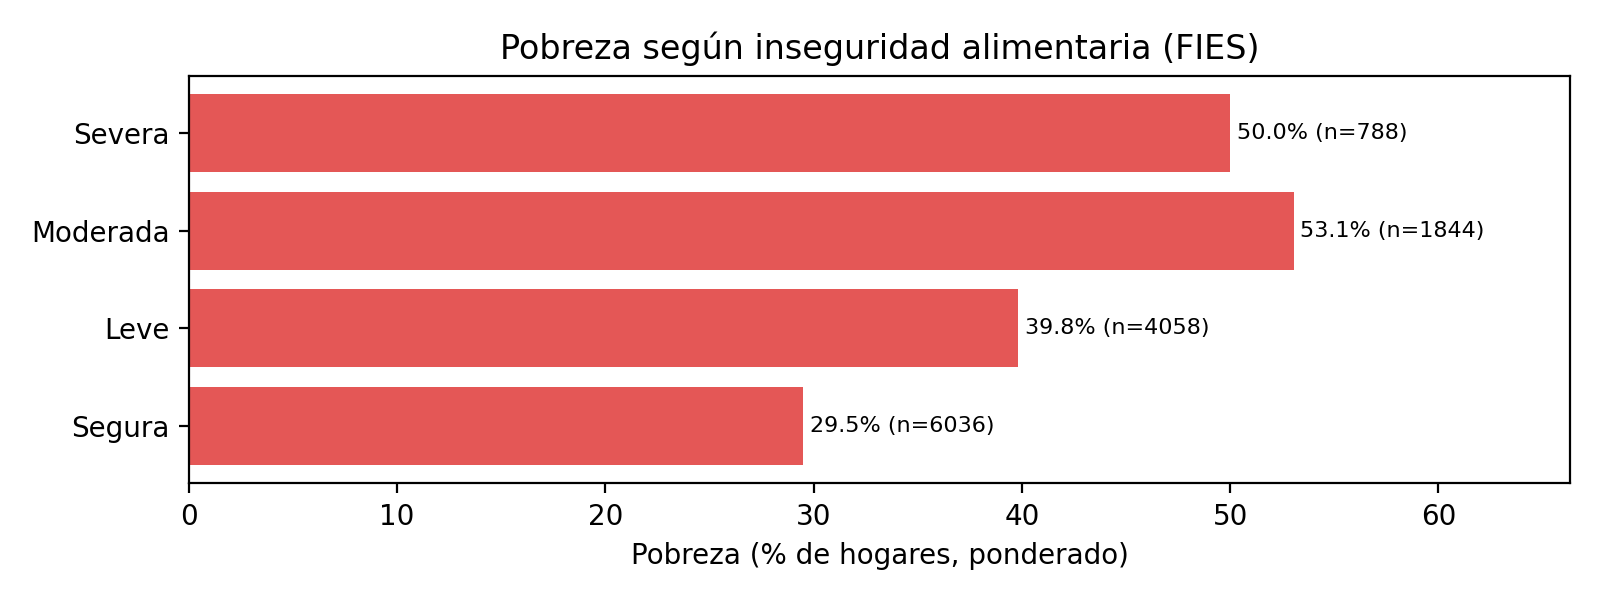 Pobreza según inseguridad alimentaria (FIES)
Severa
50.0% (n=788)
Moderada
53.1% (n=1844)
Leve
39.8% (n=4058)
Segura
29.5% (n=6036)
0 10 20 30 40 50 60
Pobreza (% de hogares, ponderado)